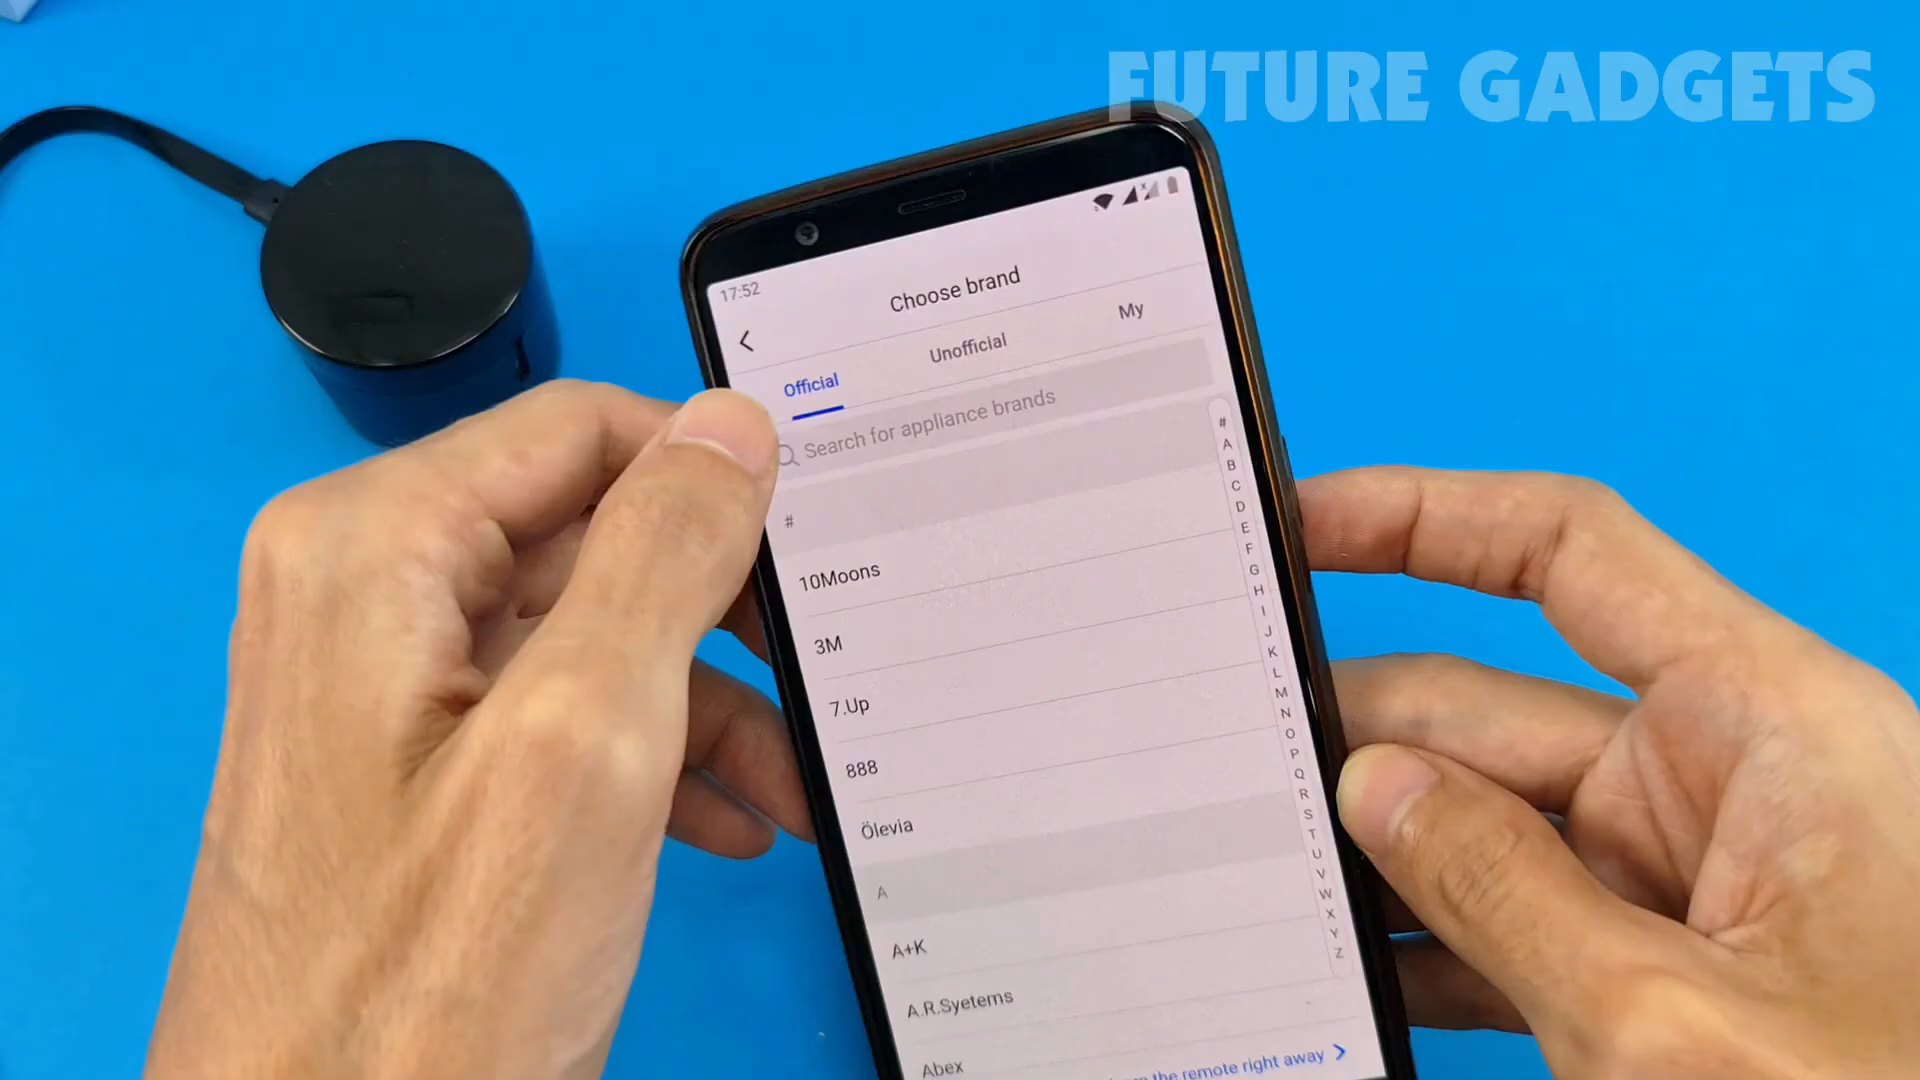 FUTURE GADGETS
17:52
Choose brand
Official
Unofficial
My
Search for appliance brands
#
10Moons
3M
7.Up
888
Ölevia
A
A+K
A.R.Syetems
Abex
the remote right away
#
A
B
C
D
E
F
G
H
I
J
K
L
M
N
O
P
Q
R
S
T
U
V
W
X
Y
Z